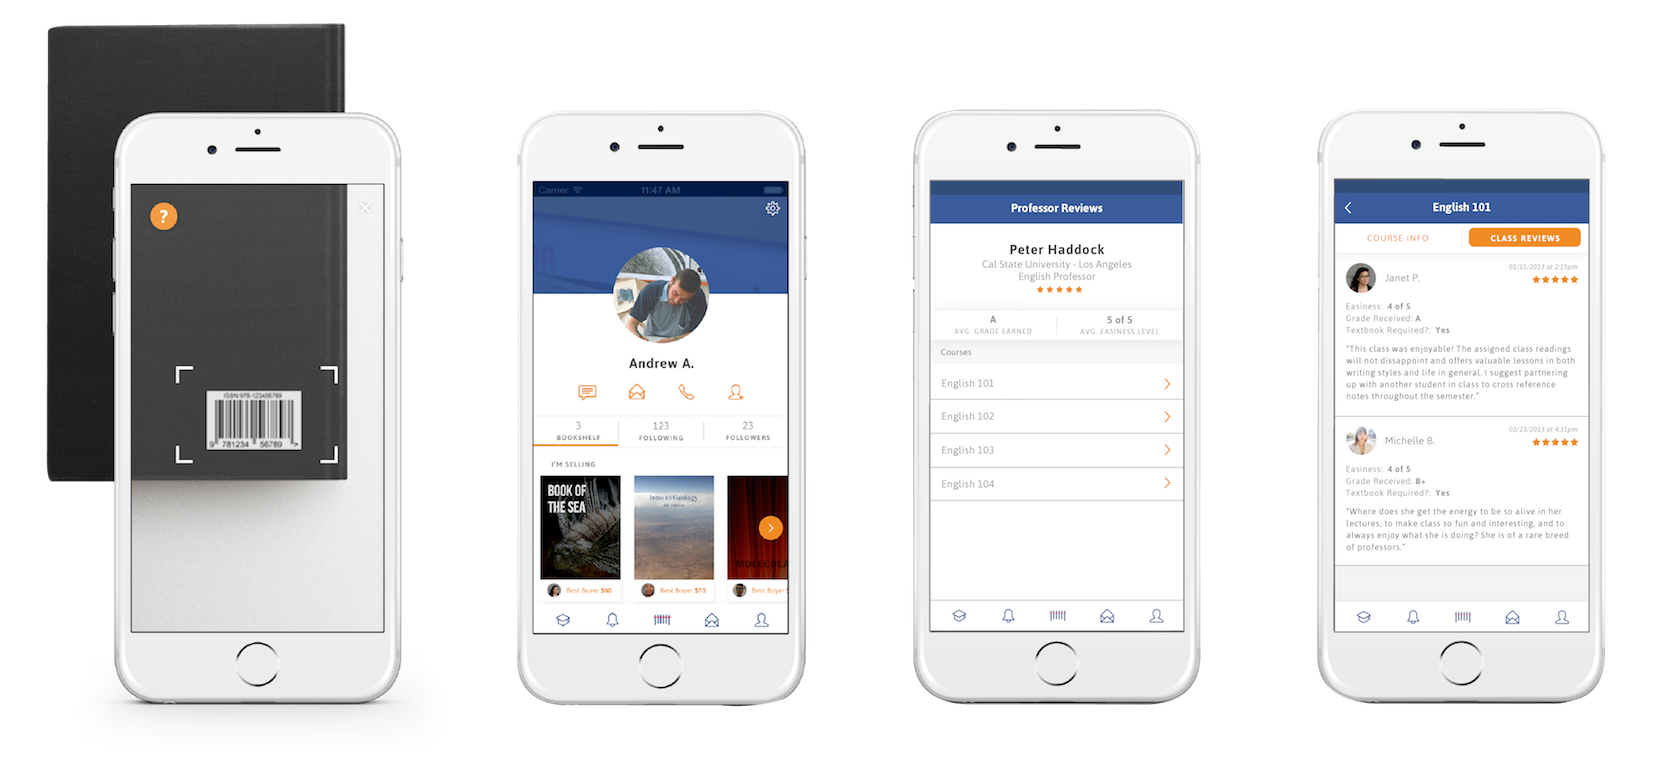 ?
ISBN 978-123456789
9 781234 56789 >
Carrier 11:47 AM
Andrew A.
3 123 23
BOOKSHELF FOLLOWING FOLLOWERS
I'M SELLING
BOOK OF
THE SEA
Intro to Geology
MOLECULA
Best Buyer $60 Best Buyer $70 Best Buyer
Professor Reviews
Peter Haddock
Cal State University - Los Angeles
English Professor
A 5 of 5
AVG. GRADE EARNED AVG. EASINESS LEVEL
Courses
English 101
English 102
English 103
English 104
English 101
COURSE INFO CLASS REVIEWS
01/15/2013 at 2:15pm
Janet P.
Easiness: 4 of 5
Grade Received: A
Textbook Required?: Yes
"This class was enjoyable! The assigned class readings
will not dissappoint and offers valuable lessons in both
writing styles and life in general. I suggest partnering
up with another student in class to cross reference
notes throughout the semester."
02/23/2013 at 4:31pm
Michelle B.
Easiness: 4 of 5
Grade Received: B+
Textbook Required?: Yes
"Where does she get the energy to be so alive in her
lectures, to make class so fun and interesting, and to
always enjoy what she is doing? She is of a rare breed
of professors."